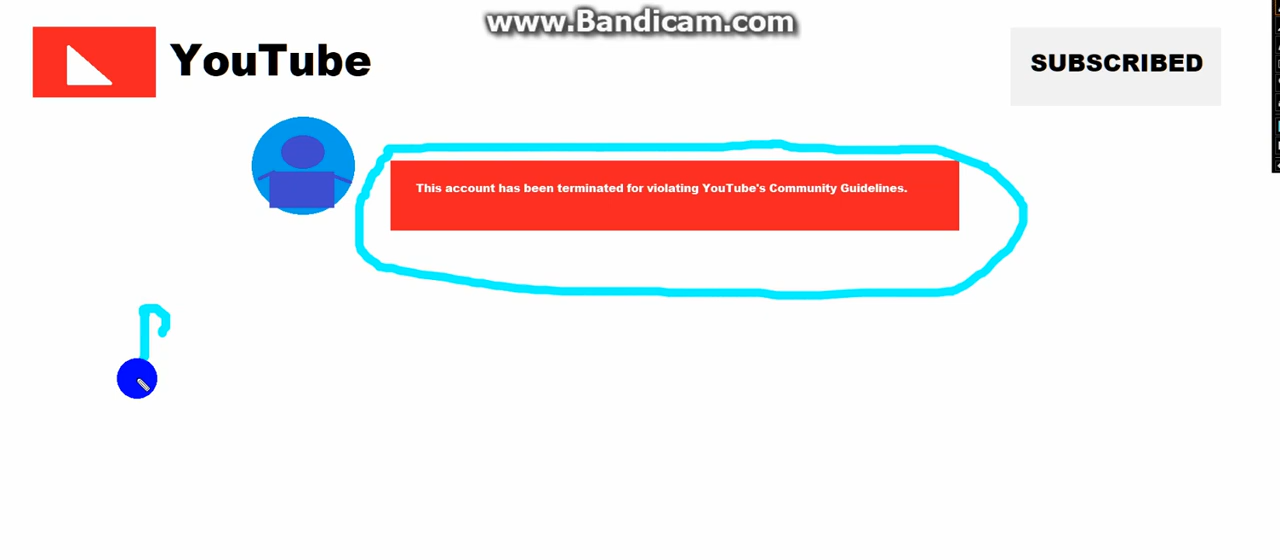 www.Bandicam.com
YouTube
SUBSCRIBED
This account has been terminated for violating YouTube's Community Guidelines.